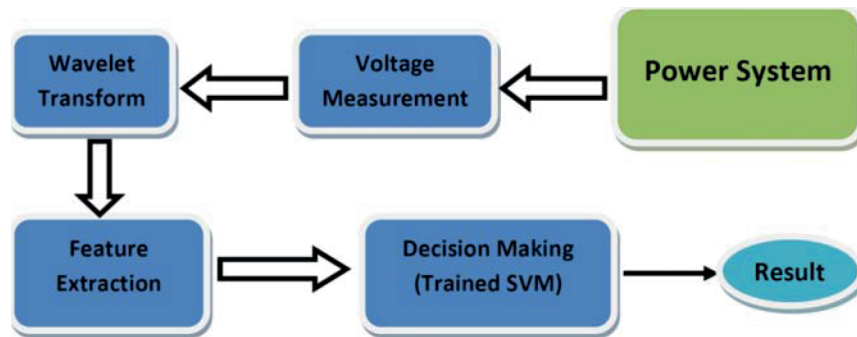 Power System
Voltage
Measurement
Wavelet
Transform
Feature
Extraction
Decision Making
(Trained SVM)
Result